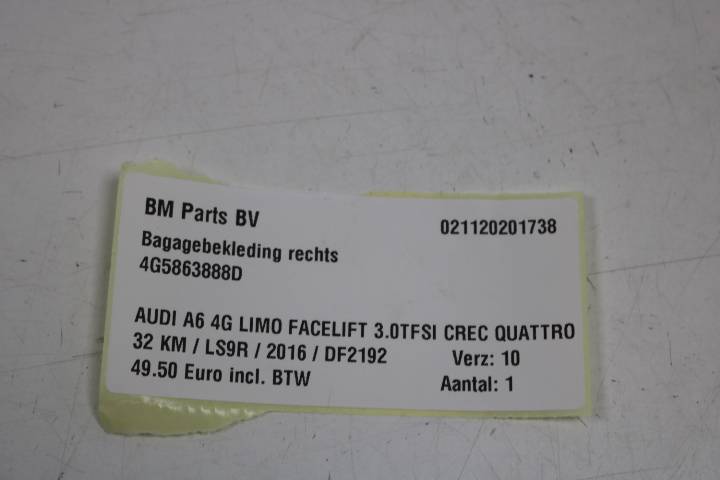 BM Parts BV
021120201738
Bagagebekleding rechts
4G5863888D
AUDI A6 4G LIMO FACELIFT 3.0TFSI CREC QUATTRO
32 KM / LS9R / 2016 / DF2192 Verz: 10
49.50 Euro incl. BTW Aantal: 1